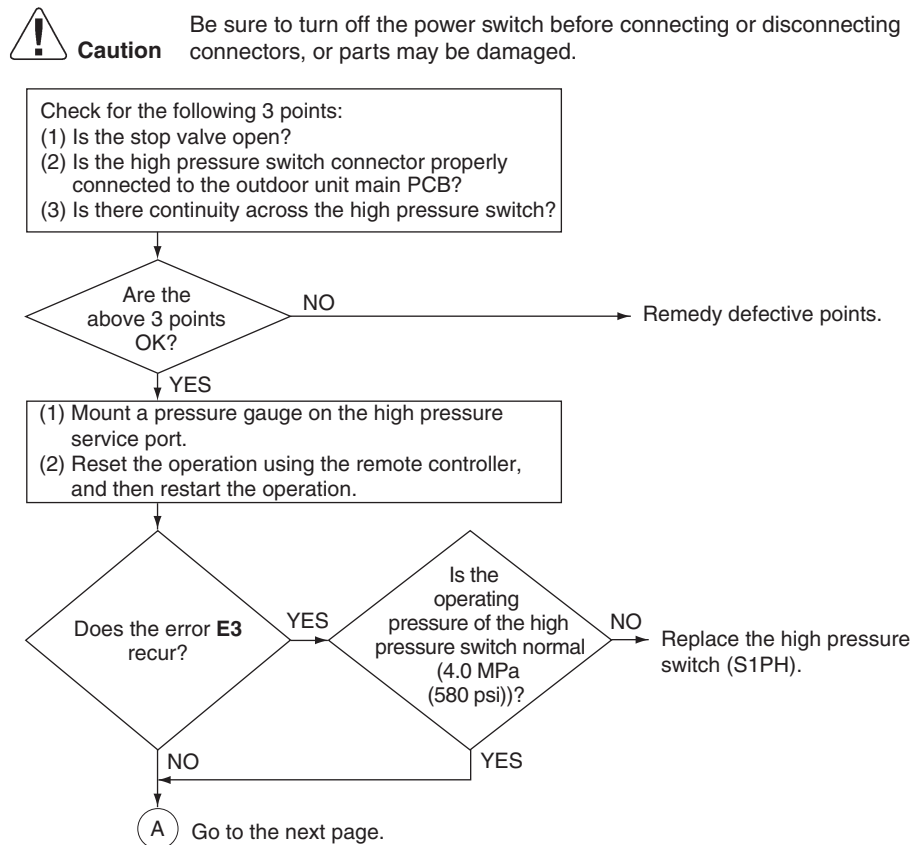 Be sure to turn off the power switch before connecting or disconnecting
Caution connectors, or parts may be damaged.
Check for the following 3 points:
(1) Is the stop valve open?
(2) Is the high pressure switch connector properly
connected to the outdoor unit main PCB?
(3) Is there continuity across the high pressure switch?
Are the
above 3 points
OK?
NO
Remedy defective points.
YES
(1) Mount a pressure gauge on the high pressure
service port.
(2) Reset the operation using the remote controller,
and then restart the operation.
Does the error E3
recur?
YES
Is the
operating
pressure of the high
pressure switch normal
(4.0 MPa
(580 psi))?
NO
Replace the high pressure
switch (S1PH).
NO
YES
A
Go to the next page.